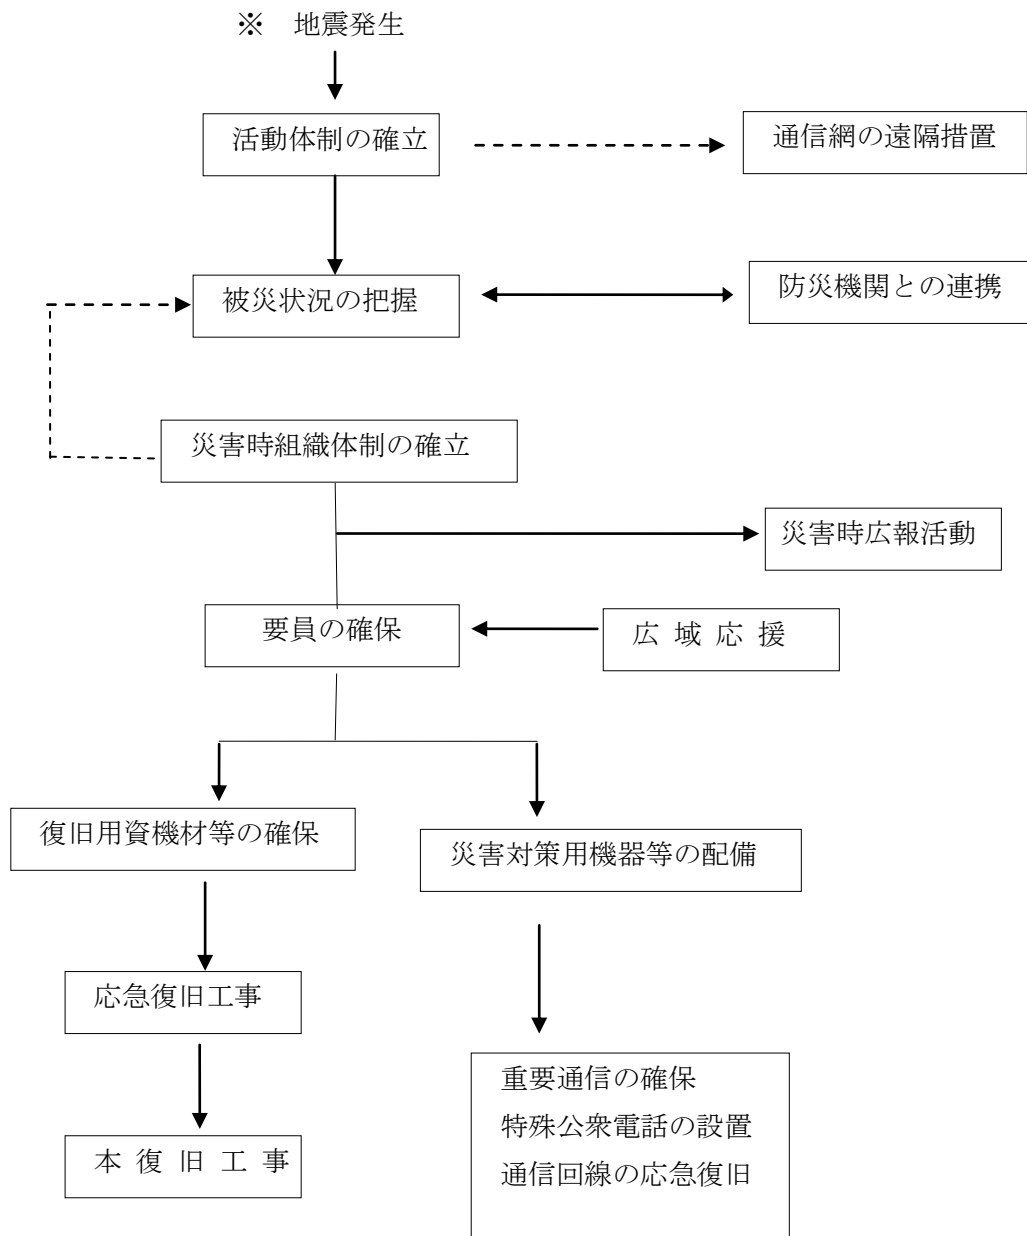 ※　地震発生
活動体制の確立
通信網の遠隔措置
被災状況の把握
防災機関との連携
災害時組織体制の確立
災害時広報活動
要員の確保
広 域 応 援
復旧用資機材等の確保
災害対策用機器等の配備
応急復旧工事
重要通信の確保
特殊公衆電話の設置
通信回線の応急復旧
本 復 旧 工 事